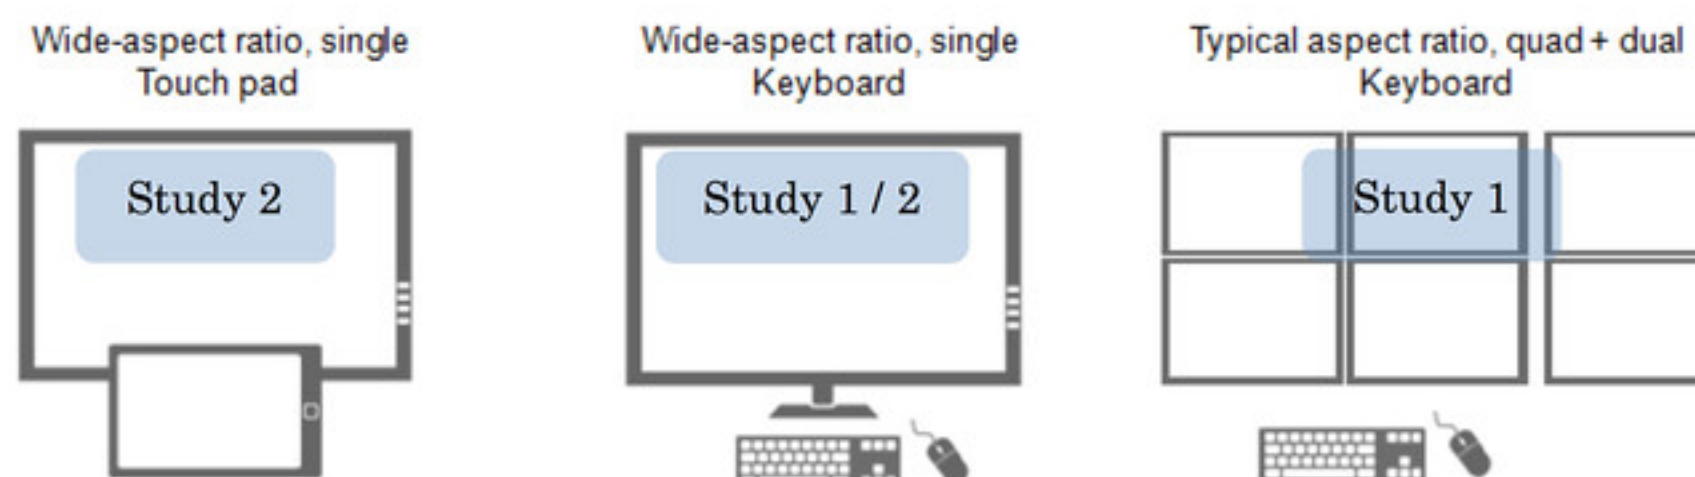 Wide-aspect ratio, single
Touch pad
Study 2
Wide-aspect ratio, single
Keyboard
Study 1 / 2
Typical aspect ratio, quad + dual
Keyboard
Study 1